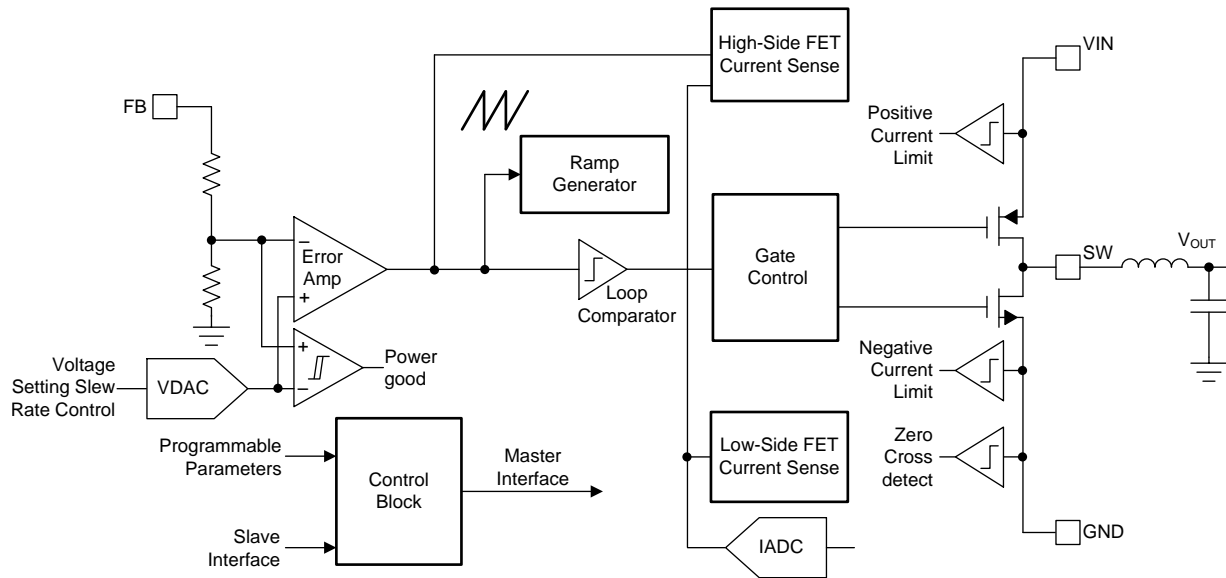 High-Side FET
Current Sense
VIN
FB
Positive
Current
Limit
Ramp
Generator
Gate
Control
SW
VOUT
−
Error
Amp
+
Loop
Comparator
+
−
Power
good
Voltage
Setting Slew
Rate Control
VDAC
Negative
Current
Limit
Programmable
Parameters
Control
Block
Master
Interface
Low-Side FET
Current Sense
Zero
Cross
detect
Slave
Interface
IADC
GND